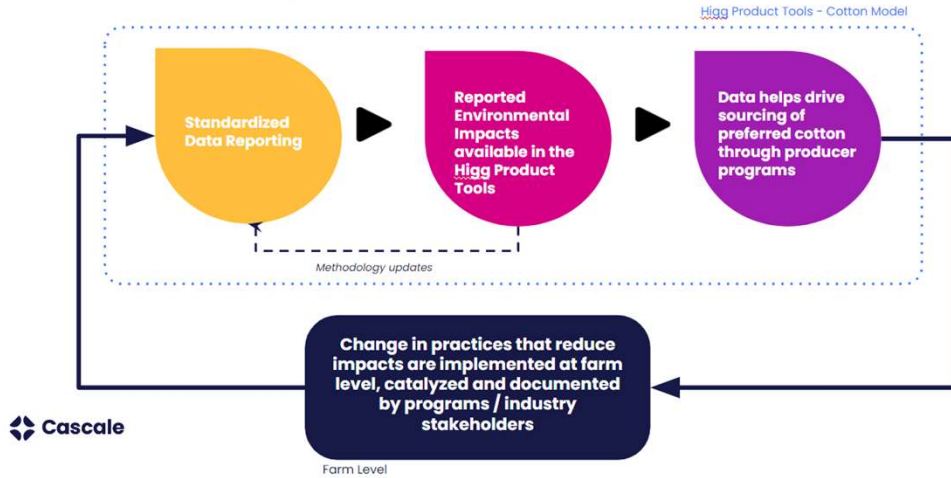 Higg Product Tools - Cotton Model
Standardized
Data Reporting
Reported
Environmental
Impacts
available in the
Higg Product
Tools
Data helps drive
sourcing of
preferred cotton
through producer
programs
Methodology updates
Change in practices that reduce
impacts are implemented at farm
level, catalyzed and documented
by programs / industry
stakeholders
Cascale
Farm Level